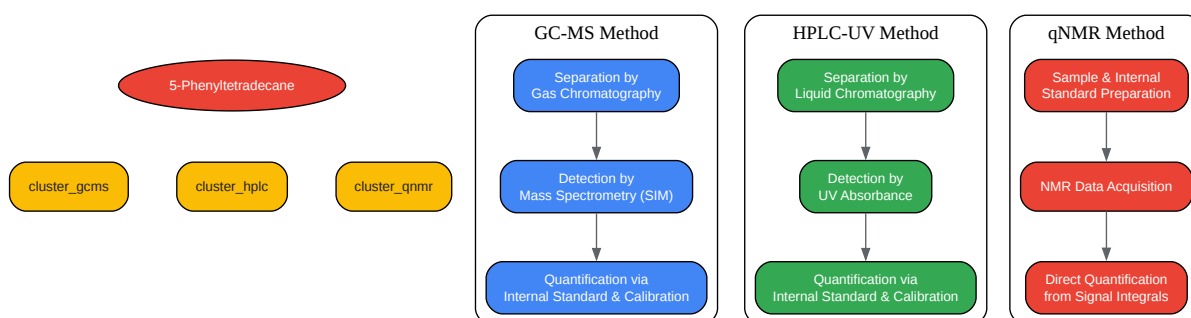 5-Phenyltetradecane
cluster_gcms
cluster_hplc
cluster_qnmr
GC-MS Method
Separation by
Gas Chromatography
Detection by
Mass Spectrometry (SIM)
Quantification via
Internal Standard & Calibration
HPLC-UV Method
Separation by
Liquid Chromatography
Detection by
UV Absorbance
Quantification via
Internal Standard & Calibration
qNMR Method
Sample & Internal
Standard Preparation
NMR Data Acquisition
Direct Quantification
from Signal Integrals